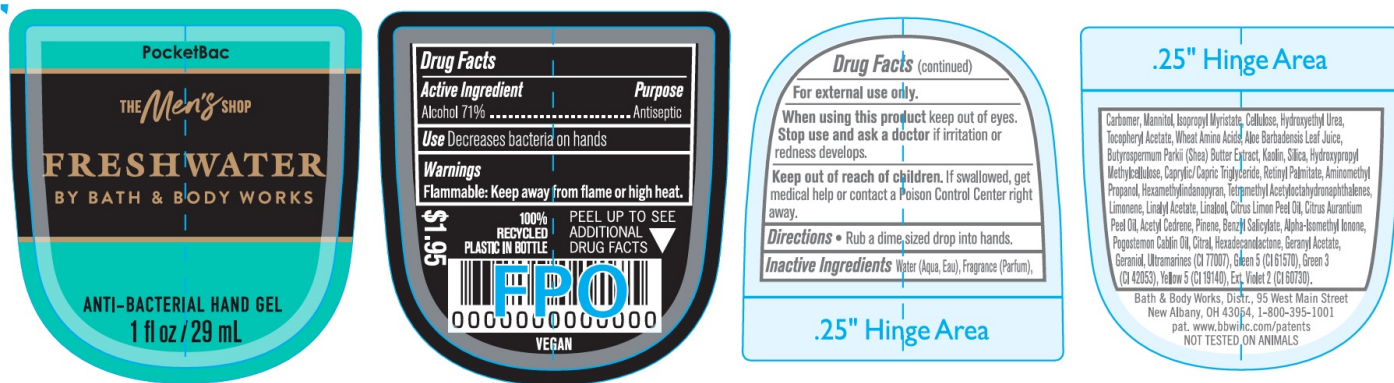 PocketBac
THE Men's SHOP
FRESHWATER
BY BATH & BODY WORKS
ANTI-BACTERIAL HAND GEL
1 fl oz / 29 mL
Drug Facts
Active Ingredient Purpose
Alcohol 71% Antiseptic
Use Decreases bacteria on hands
Warnings
Flammable: Keep away from flame or high heat.
$1.95
100%
RECYCLED
PLASTIC IN BOTTLE
PEEL UP TO SEE
ADDITIONAL
DRUG FACTS
FPO
0000000000000
VEGAN
Drug Facts (continued)
For external use only.
When using this product keep out of eyes.
Stop use and ask a doctor if irritation or
redness develops.
Keep out of reach of children. If swallowed, get
medical help or contact a Poison Control Center right
away.
Directions • Rub a dime sized drop into hands.
Inactive Ingredients Water (Aqua, Eau), Fragrance (Parfum),
.25" Hinge Area
.25" Hinge Area
Carbomer, Mannitol, Isopropyl Myristate, Cellulose, Hydroxyethyl Urea,
Tocopheryl Acetate, Wheat Amino Acids, Aloe Barbadensis Leaf Juice,
Butyrospermum Parkii (Shea) Butter Extract, Kaolin, Silica, Hydroxypropyl
Methylcellulose, Caprylic/Capric Triglyceride, Retinyl Palmitate, Aminomethyl
Propanol, Hexamethylindanopyran, Tetramethyl Acetyloctahydronaphthalenes,
Limonene, Linalyl Acetate, Linalool, Citrus Limon Peel Oil, Citrus Aurantium
Peel Oil, Acetyl Cedrene, Pinene, Benzyl Salicylate, Alpha-Isomethyl Ionone,
Pogostemon Cablin Oil, Citral, Hexadecanolactone, Geranyl Acetate,
Geraniol, Ultramarines (CI 77007), Green 5 (CI 61570), Green 3
(CI 42053), Yellow 5 (CI 19140), Ext. Violet 2 (CI 60730).
Bath & Body Works, Distr., 95 West Main Street
New Albany, OH 43054, 1-800-395-1001
pat. www.bbwinc.com/patents
NOT TESTED ON ANIMALS